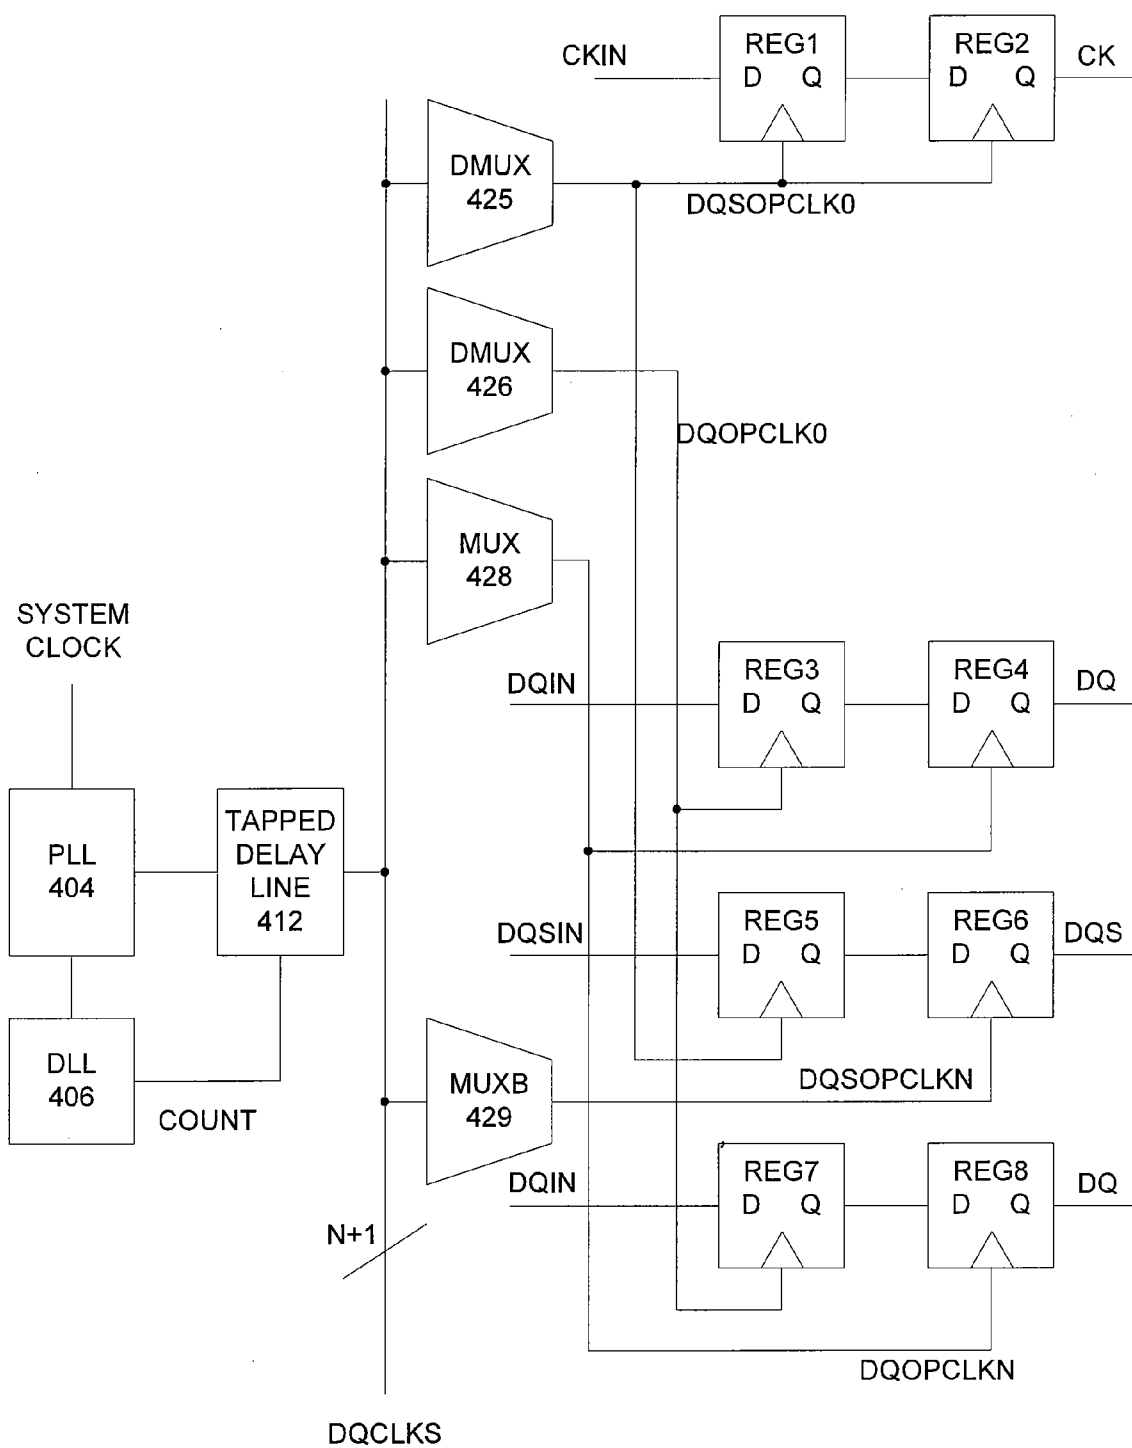 REG1
D Q
REG2
D Q
CKIN
CK
DMUX
425
DQSOPCLK0
DMUX
426
DQOPCLK0
MUX
428
SYSTEM
CLOCK
DQIN
REG3
D Q
REG4
D Q
DQ
PLL
404
TAPPED
DELAY
LINE
412
DQSIN
REG5
D Q
REG6
D Q
DQS
DLL
406
COUNT
MUXB
429
DQSOPCLKN
DQIN
REG7
D Q
REG8
D Q
DQ
N+1
DQOPCLKN
DQCLKS